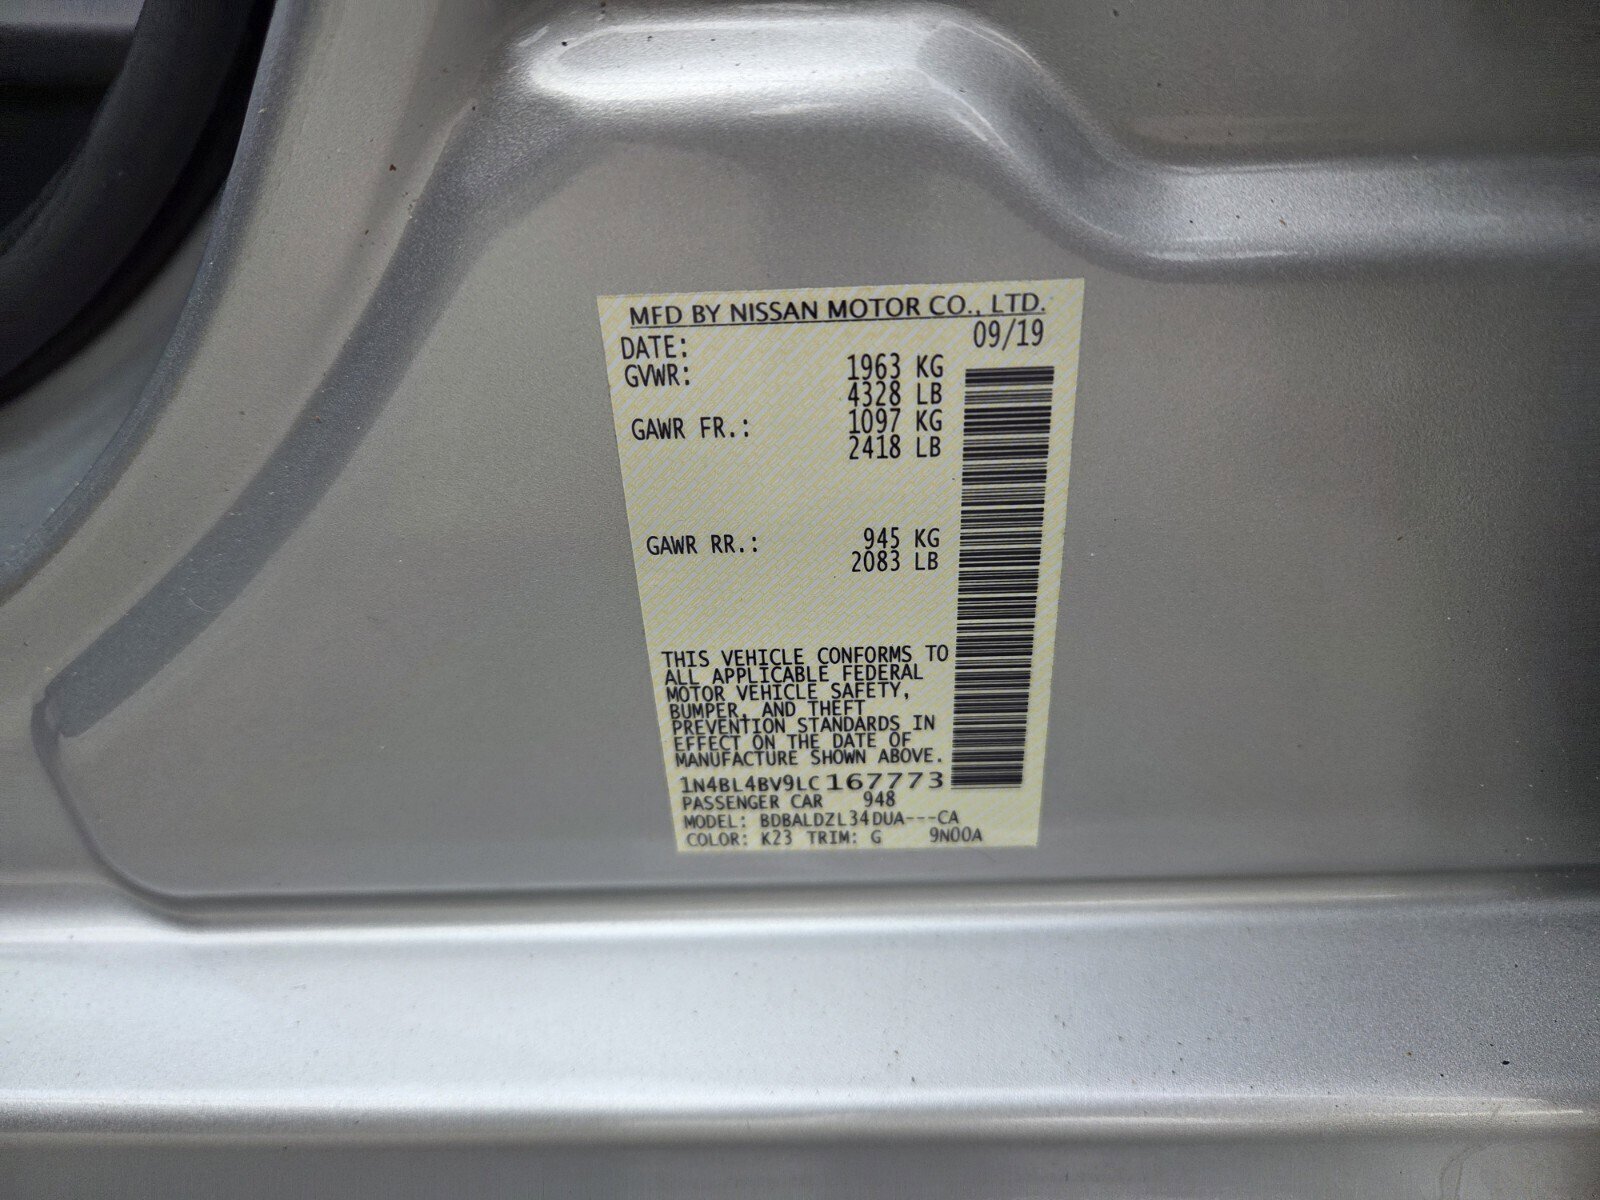 MFD BY NISSAN MOTOR CO., LTD.
DATE: 09/19
GVWR: 1963 KG
4328 LB
GAWR FR.: 1097 KG
2418 LB
GAWR RR.: 945 KG
2083 LB
THIS VEHICLE CONFORMS TO
ALL APPLICABLE FEDERAL
MOTOR VEHICLE SAFETY,
BUMPER, AND THEFT
PREVENTION STANDARDS IN
EFFECT ON THE DATE OF
MANUFACTURE SHOWN ABOVE.
1N4BL4BV9LC167773
PASSENGER CAR 948
MODEL: BDBALDZL34DUA---CA
COLOR: K23 TRIM: G 9N00A